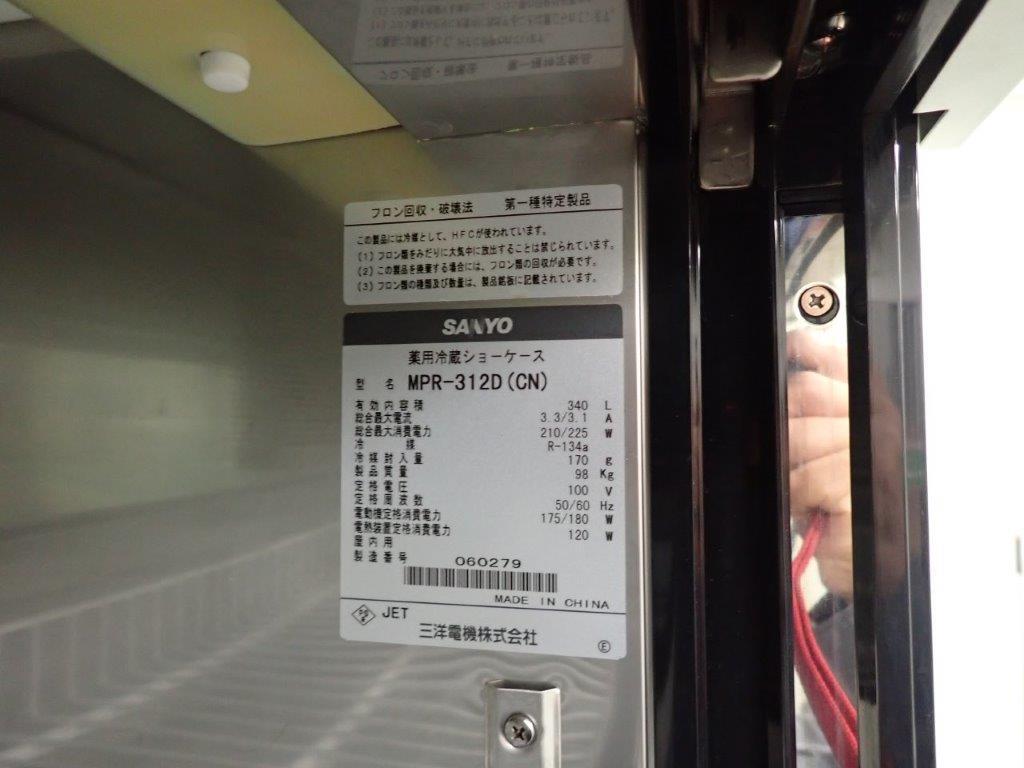 フロン回収・破壊法　第一種特定製品
この製品には冷媒として、HFCが使われています。
(1) フロン類をみだりに大気中に放出することは禁じられています。
(2) この製品を廃棄する場合には、フロン類の回収が必要です。
(3) フロン類の種類及び数量は、製品銘板に記載されています。
SANYO
薬用冷蔵ショーケース
型名 MPR-312D(CN)
有効内容積 340 L
総合最大電流 3.3/3.1 A
総合最大消費電力 210/225 W
冷媒 R-134a
冷媒封入量 170 g
製品質量 98 Kg
定格電圧 100 V
定格周波数 50/60 Hz
電動機定格消費電力 175/180 W
電熱装置定格消費電力 120 W
屋内用
製造番号 060279
MADE IN CHINA
PSE JET
三洋電機株式会社
Ⓔ